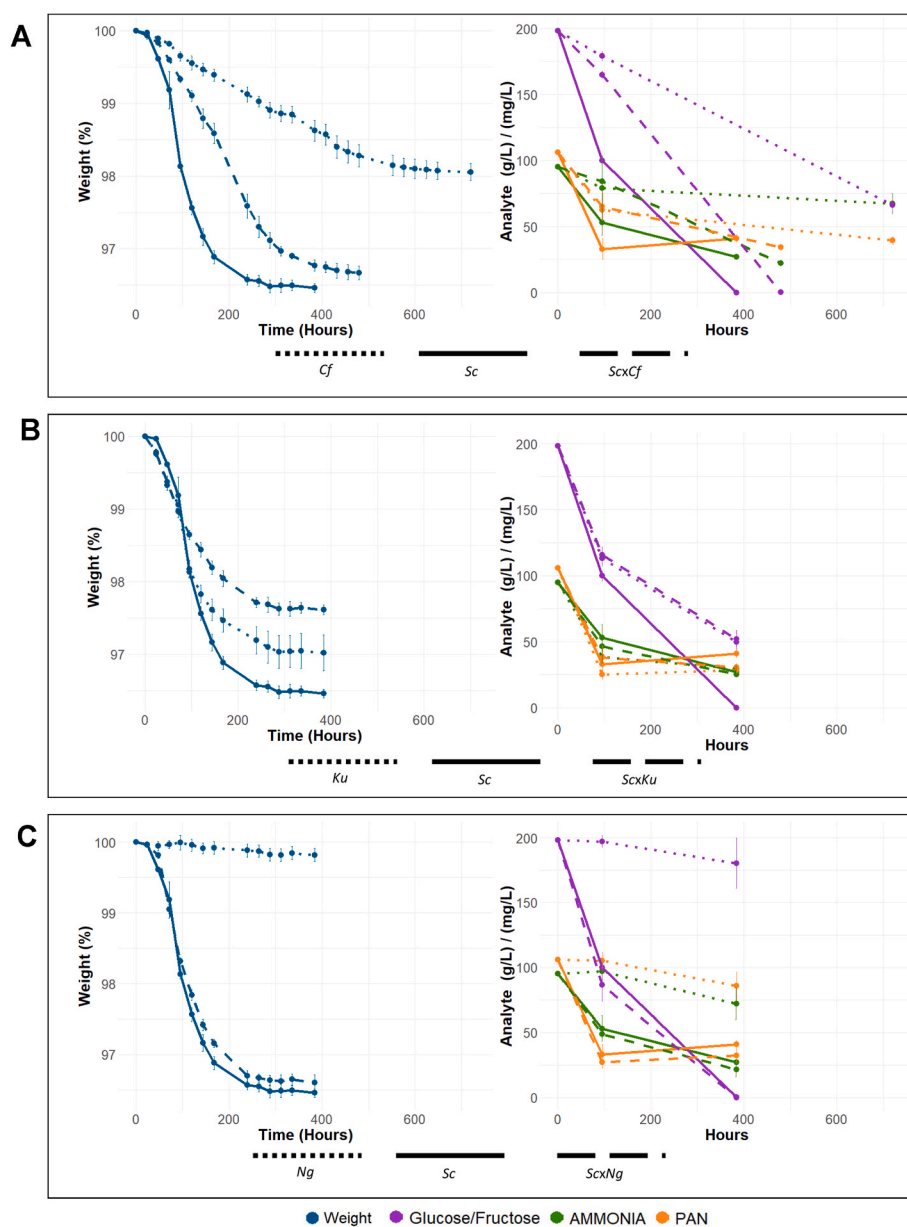 A
100
99
98
96
Weight (%)
0 200 400 600
Time (Hours)
200
150
100
50
0
Analyte (g/L) / (mg/L)
0 200 400 600
Hours
Cf Sc ScxCf
B
100
99
98
97
Weight (%)
0 200 400 600
Time (Hours)
200
150
100
50
0
Analyte (g/L) / (mg/L)
0 200 400 600
Hours
Ku Sc ScxKu
C
100
99
98
96
Weight (%)
0 200 400 600
Time (Hours)
200
150
100
50
0
Analyte (g/L) / (mg/L)
0 200 400 600
Hours
Ng Sc ScxNg
Weight Glucose/Fructose AMMONIA PAN